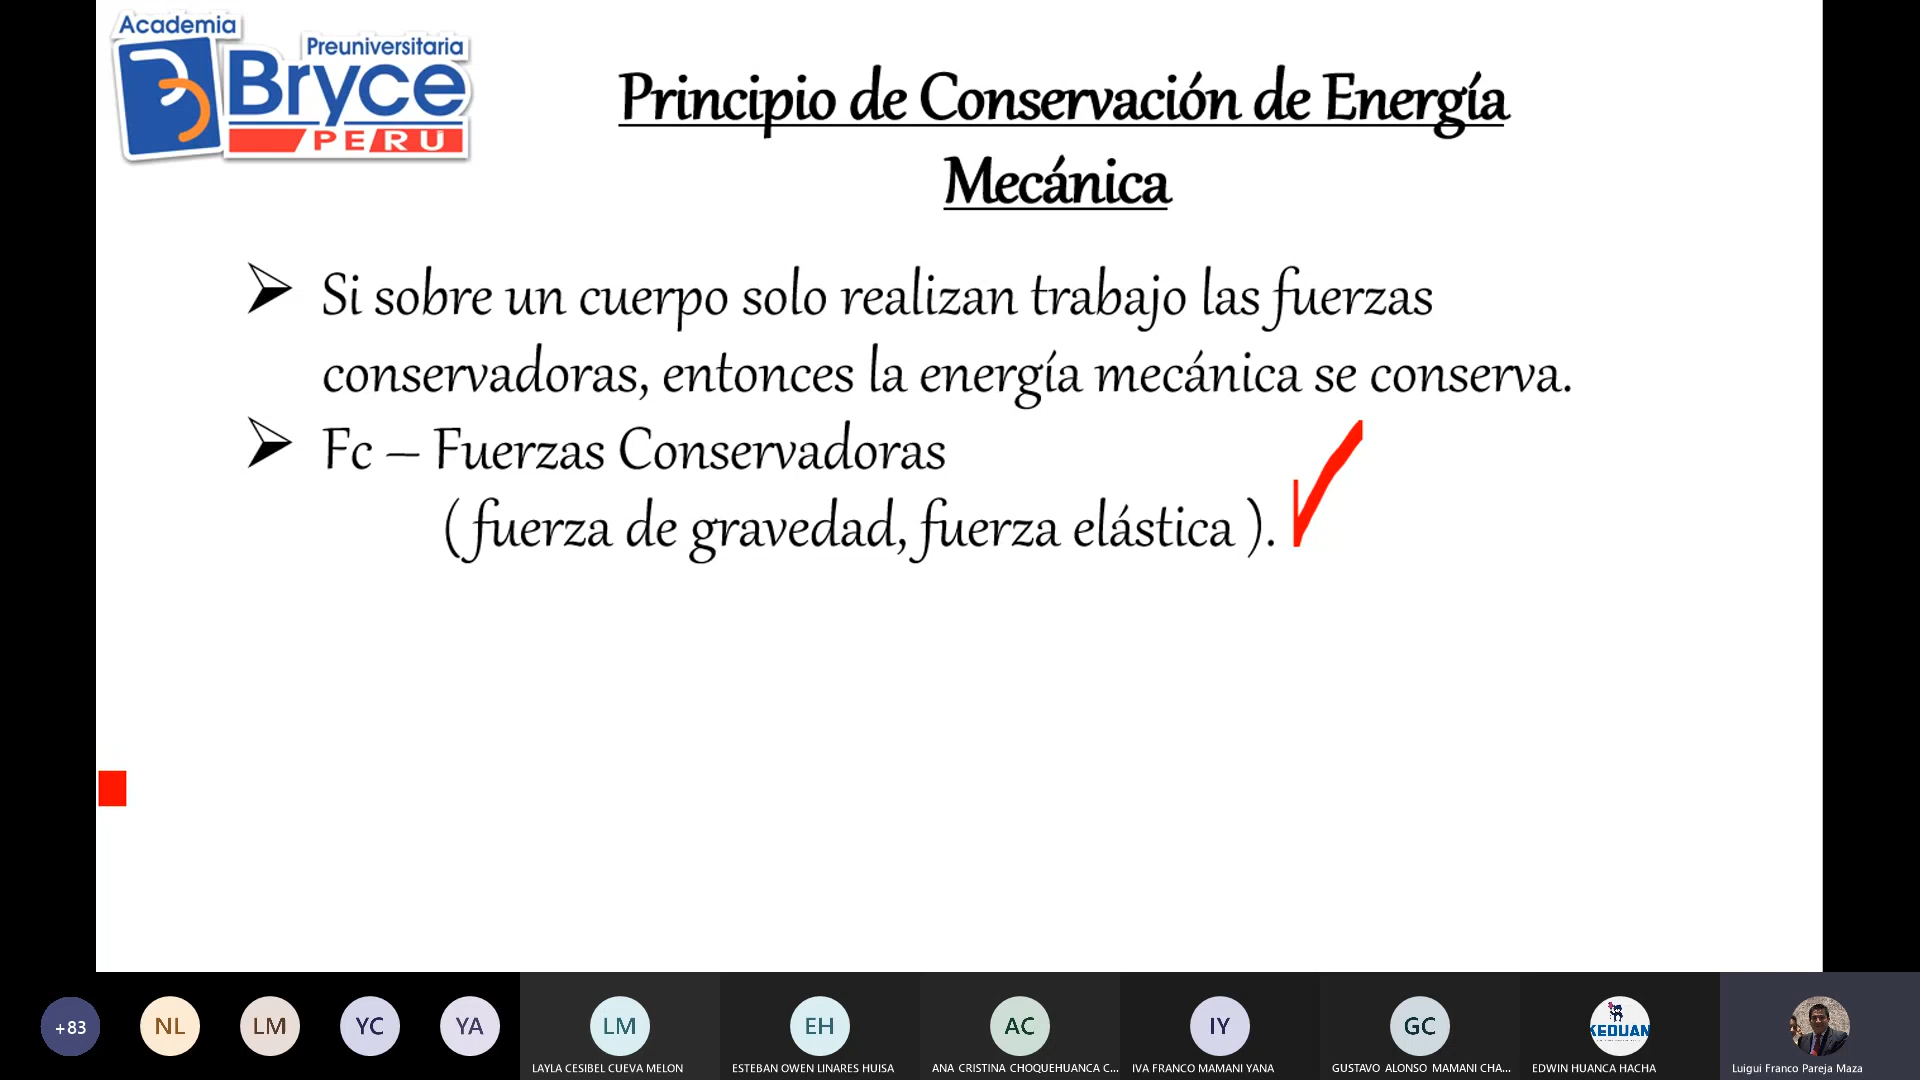 Academia
Preuniversitaria
Bryce
PERÚ
Principio de Conservación de Energía
Mecánica
Si sobre un cuerpo solo realizan trabajo las fuerzas
conservadoras, entonces la energía mecánica se conserva.
Fc – Fuerzas Conservadoras
( fuerza de gravedad, fuerza elástica ).
+83
NL
LM
YC
YA
LM
EH
AC
IY
GC
KEDUAN
LAYLA CESIBEL CUEVA MELON
ESTEBAN OWEN LINARES HUISA
ANA CRISTINA CHOQUEHUANCA C...
IVA FRANCO MAMANI YANA
GUSTAVO ALONSO MAMANI CHA...
EDWIN HUANCA HACHA
Luigui Franco Pareja Maza